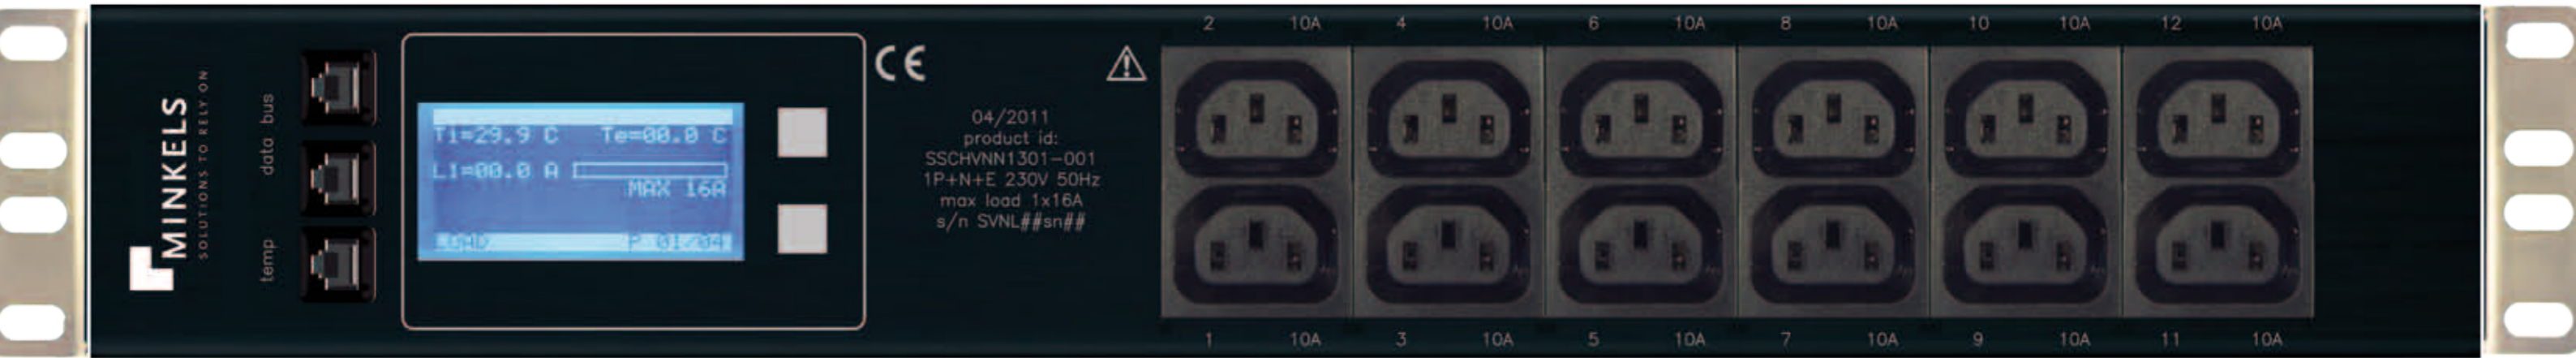 MINKELS
SOLUTIONS TO RELY ON
data bus
temp
T1=29.9 C Te=00.0 C
L1=00.0 A
MAX 16A
LOAD P 01/04
CE
04/2011
product id:
SSCHVNN1301-001
1P+N+E 230V 50Hz
max load 1x16A
s/n SVNL##sn##
2 10A 4 10A 6 10A 8 10A 10 10A 12 10A
1 10A 3 10A 5 10A 7 10A 9 10A 11 10A